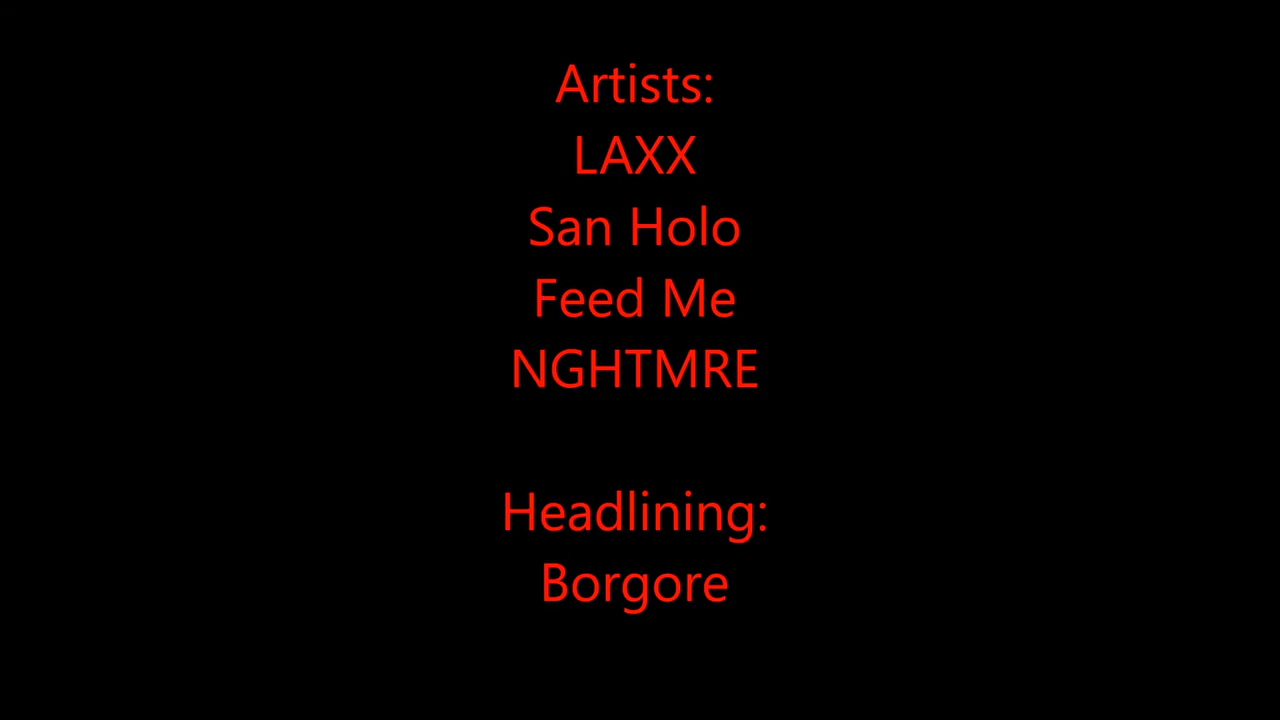 Artists:
LAXX
San Holo
Feed Me
NGHTMRE
Headlining:
Borgore